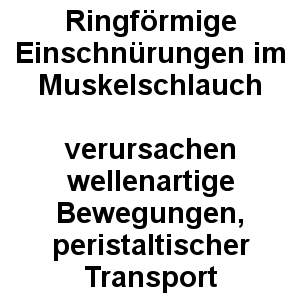 Ringförmige
Einschnürungen im
Muskelschlauch
verursachen
wellenartige
Bewegungen,
peristaltischer
Transport